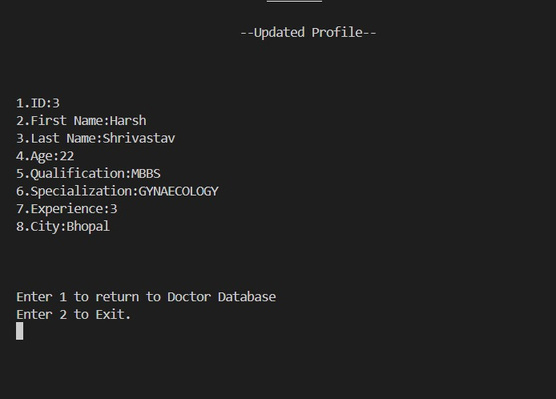 --Updated Profile--
1.ID:3
2.First Name:Harsh
3.Last Name:Shrivastav
4.Age:22
5.Qualification:MBBS
6.Specialization:GYNAECOLOGY
7.Experience:3
8.City:Bhopal
Enter 1 to return to Doctor Database
Enter 2 to Exit.